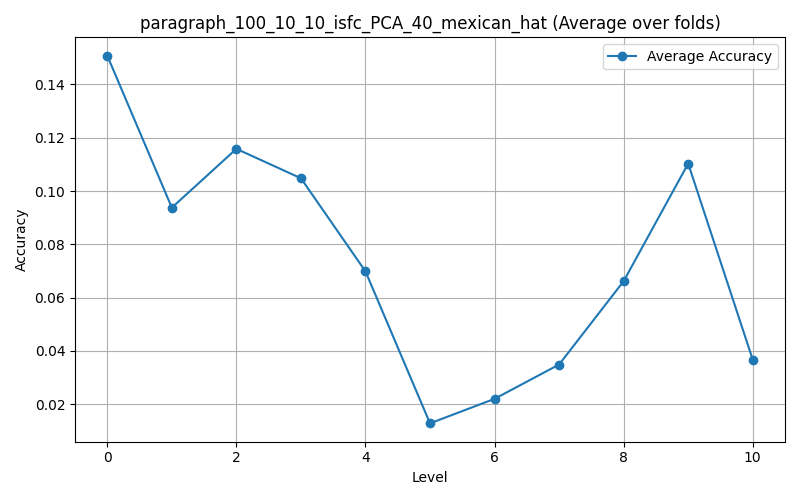 paragraph_100_10_10_isfc_PCA_40_mexican_hat (Average over folds)
Average Accuracy
0.14
0.12
0.10
0.08
0.06
0.04
0.02
Accuracy
0 2 4 6 8 10
Level